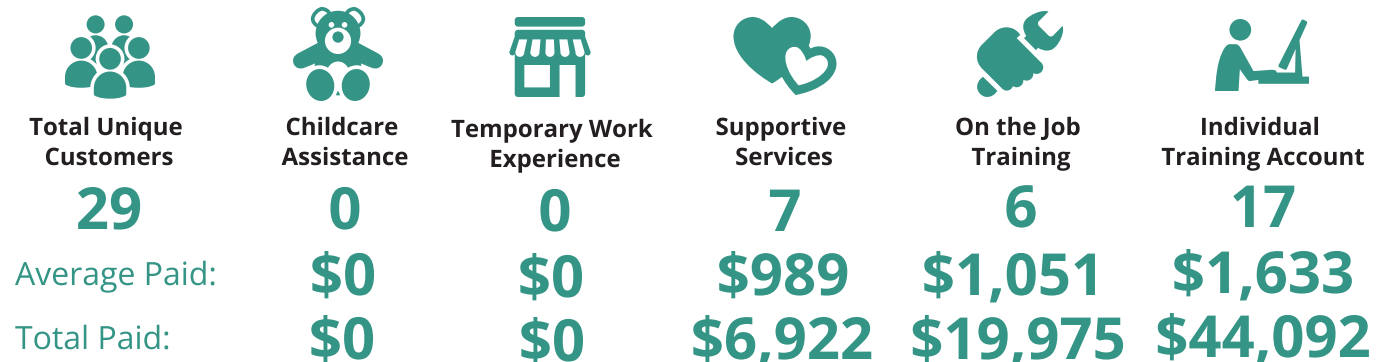 Total Unique
Customers
29
Childcare
Assistance
0
Temporary Work
Experience
0
Supportive
Services
7
On the Job
Training
6
Individual
Training Account
17
Average Paid: $0 $0 $989 $1,051 $1,633
Total Paid: $0 $0 $6,922 $19,975 $44,092